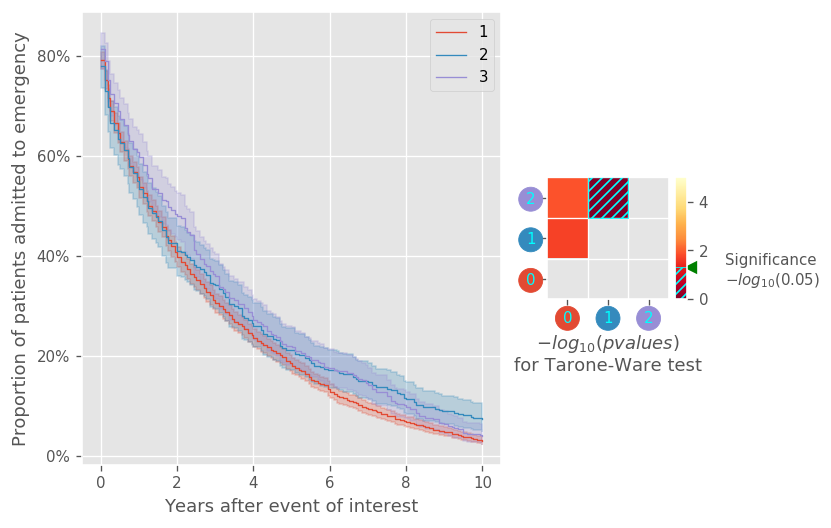 80%
60%
40%
20%
0%
Proportion of patients admitted to emergency
0 2 4 6 8 10
Years after event of interest
1
2
3
2
1
0
0 1 2
4
2
0
Significance
−log₁₀(0.05)
−log₁₀(pvalues)
for Tarone-Ware test